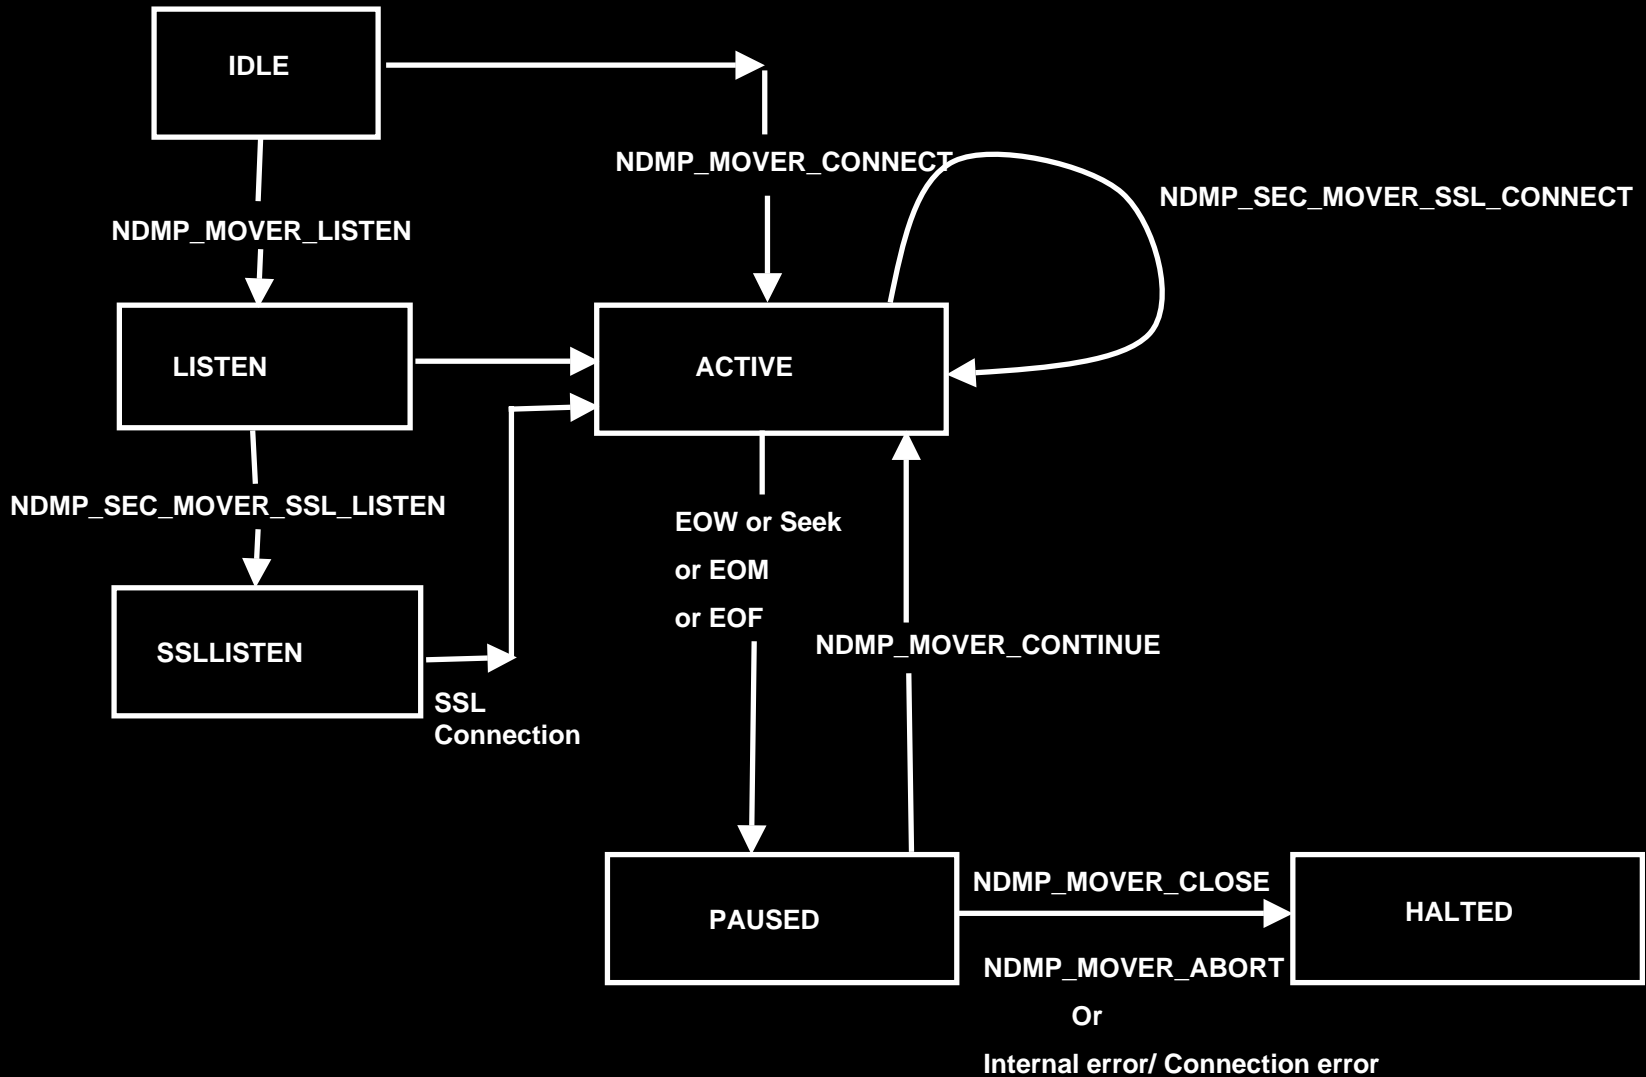 IDLE
NDMP_MOVER_CONNECT
NDMP_SEC_MOVER_SSL_CONNECT
NDMP_MOVER_LISTEN
LISTEN
ACTIVE
NDMP_SEC_MOVER_SSL_LISTEN
EOW or Seek
or EOM
or EOF
NDMP_MOVER_CONTINUE
SSLLISTEN
SSL
Connection
PAUSED
NDMP_MOVER_CLOSE
HALTED
NDMP_MOVER_ABORT
Or
Internal error/ Connection error